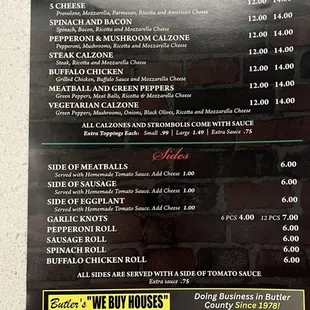 5 CHEESE 12.00 14.00
Provolone, Mozzarella, Parmesan, Ricotta and American Cheese
SPINACH AND BACON 12.00 14.00
Spinach, Bacon, Ricotta and Mozzarella Cheese
PEPPERONI & MUSHROOM CALZONE 12.00 14.00
Pepperoni, Mushrooms, Ricotta and Mozzarella Cheese
STEAK CALZONE 12.00 14.00
Steak, Ricotta and Mozzarella Cheese
BUFFALO CHICKEN 12.00 14.00
Grilled Chicken, Buffalo Sauce and Mozzarella Cheese
MEATBALL AND GREEN PEPPERS 12.00 14.00
Green Peppers, Meat Balls, Ricotta & Mozzarella Cheese
VEGETARIAN CALZONE 12.00 14.00
Green Peppers, Mushrooms, Onions, Black Olives, Ricotta and Mozzarella Cheese
ALL CALZONES AND STROMBOLIS COME WITH SAUCE
Extra Toppings Each: Small .99 | Large 1.49 | Extra Sauce .75
Sides
SIDE OF MEATBALLS 6.00
Served with Homemade Tomato Sauce. Add Cheese 1.00
SIDE OF SAUSAGE 6.00
Served with Homemade Tomato Sauce. Add Cheese 1.00
SIDE OF EGGPLANT 6.00
Served with Homemade Tomato Sauce. Add Cheese 1.00
GARLIC KNOTS 6 PCS 4.00 12 PCS 7.00
PEPPERONI ROLL 6.00
SAUSAGE ROLL 6.00
SPINACH ROLL 6.00
BUFFALO CHICKEN ROLL 6.00
ALL SIDES ARE SERVED WITH A SIDE OF TOMATO SAUCE
Extra sauce .75
Butler's "WE BUY HOUSES"
Doing Business in Butler
County Since 1978!